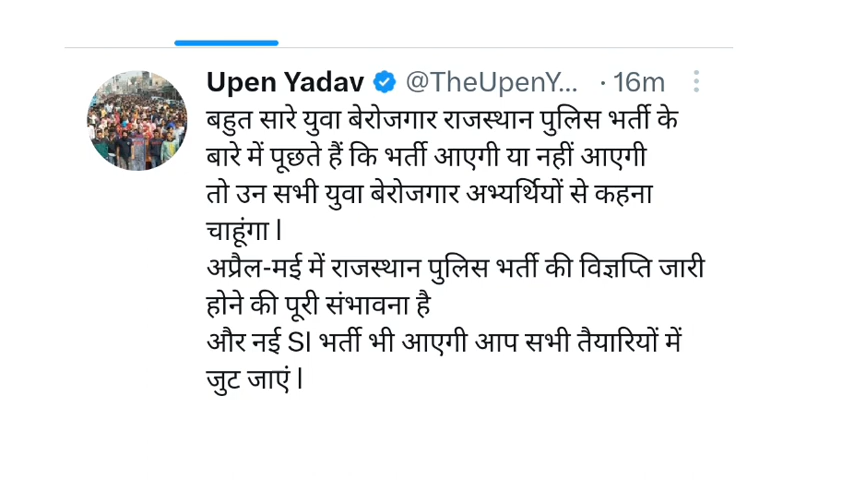 Upen Yadav @TheUpenY... · 16m
बहुत सारे युवा बेरोजगार राजस्थान पुलिस भर्ती के
बारे में पूछते हैं कि भर्ती आएगी या नहीं आएगी
तो उन सभी युवा बेरोजगार अभ्यर्थियों से कहना
चाहूंगा |
अप्रैल-मई में राजस्थान पुलिस भर्ती की विज्ञप्ति जारी
होने की पूरी संभावना है
और नई SI भर्ती भी आएगी आप सभी तैयारियों में
जुट जाएं |